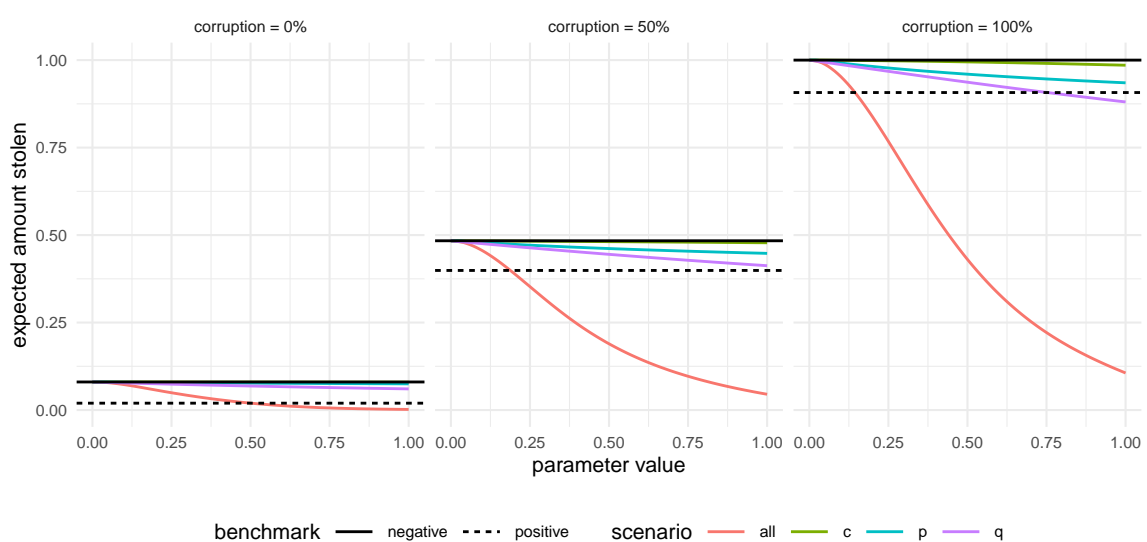 corruption = 0%
corruption = 50%
corruption = 100%
expected amount stolen
1.00
0.75
0.50
0.25
0.00
0.00 0.25 0.50 0.75 1.00
0.00 0.25 0.50 0.75 1.00
0.00 0.25 0.50 0.75 1.00
parameter value
benchmark negative positive scenario all c p q